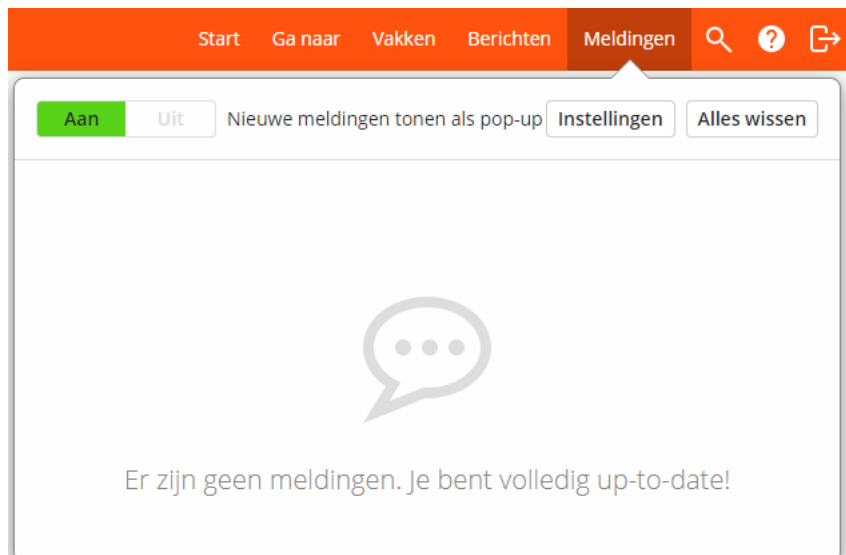 Start Ga naar Vakken Berichten Meldingen
Aan Uit Nieuwe meldingen tonen als pop-up Instellingen Alles wissen
Er zijn geen meldingen. Je bent volledig up-to-date!